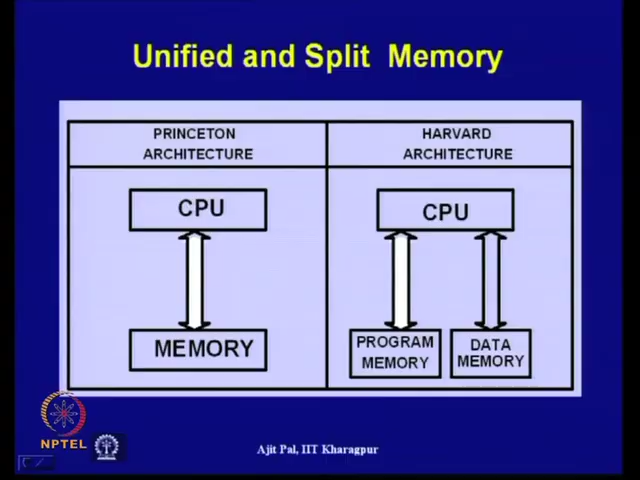 Unified and Split Memory
PRINCETON
ARCHITECTURE
HARVARD
ARCHITECTURE
CPU
CPU
MEMORY
PROGRAM
MEMORY
DATA
MEMORY
NPTEL
Ajit Pal, IIT Kharagpur